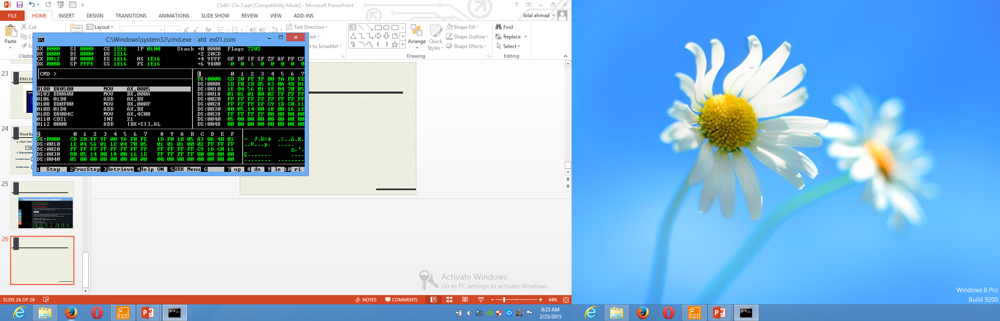 CS401-Ch-3.ppt [Compatibility Mode] - Microsoft PowerPoint
FILE HOME INSERT DESIGN TRANSITIONS ANIMATIONS SLIDE SHOW REVIEW VIEW ADD-INS
bilal ahmad
Paste
Cut
Layout
Text Direction
t to SmartArt
Arrange
Quick
Styles
Shape Fill
Shape Outline
Shape Effects
Find
Replace
Select
Drawing
Editing
C:\Windows\system32\cmd.exe - afd ex01.com
AX 0000 SI 0000 CS 1E16 IP 0100 Stack +0 0000 Flags 7202
BX 0000 DI 0000 DS 1E16 +2 20CD
CX 0012 BP 0000 ES 1E16 HS 1E16 +4 9FFF OF DF IF SF ZF AF PF CF
DX 0000 SP FFFE SS 1E16 FS 1E16 +6 9A00 0 0 1 0 0 0 0 0
CMD >
0100 B80500 MOV AX,0005
0103 BB0A00 MOV BX,000A
0106 01D8 ADD AX,BX
0108 BB0F00 MOV BX,000F
010B 01D8 ADD AX,BX
010D B8004C MOV AX,4C00
0110 CD21 INT 21
0112 0000 ADD [BX+SI],AL
1 0 1 2 3 4 5 6 7
DS:0000 CD 20 FF 9F 00 9A F0 FE
DS:0008 1D F0 1B 05 A3 0A 4B 01
DS:0010 1E 04 56 01 1E 04 70 05
DS:0018 01 01 01 00 02 FF FF FF
DS:0020 FF FF FF FF FF FF FF FF
DS:0028 FF FF FF FF C9 1D C0 11
DS:0030 80 05 14 00 18 00 16 1E
DS:0038 FF FF FF FF 00 00 00 00
DS:0040 05 00 00 00 00 00 00 00
DS:0048 00 00 00 00 00 00 00 00
2 0 1 2 3 4 5 6 7 8 9 A B C D E F
DS:0000 CD 20 FF 9F 00 9A F0 FE 1D F0 1B 05 A3 0A 4B 01
DS:0010 1E 04 56 01 1E 04 70 05 01 01 01 00 02 FF FF FF
DS:0020 FF FF FF FF FF FF FF FF FF FF FF FF C9 1D C0 11
DS:0030 80 05 14 00 18 00 16 1E FF FF FF FF 00 00 00 00
DS:0040 05 00 00 00 00 00 00 00 00 00 00 00 00 00 00 00
1 Step 2ProcStep 3Retrieve 4Help ON 5BRK Menu 6 7 up 8 dn 9 le 10 ri
23
EX01.LS
24
Word Re
25
26
Activate Windows
Go to PC settings to activate Windows.
SLIDE 26 OF 26
NOTES COMMENTS 44%
8:23 AM
2/25/2015
Windows 8 Pro
Build 9200